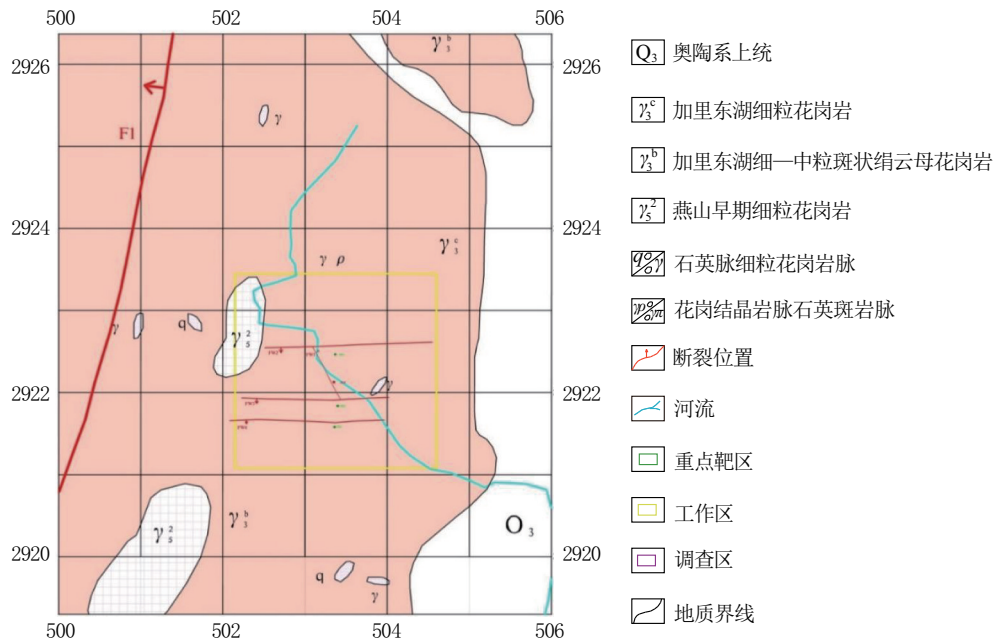 500 502 504 506
2926 2926
2924 2924
2922 2922
2920 2920
500 502 504 506
γ₃ᵇ
γ
F1
γ₃ᶜ
γ ρ
γ
q
γ₅²
γ
γ₃ᵇ
γ₅²
O₃
q
γ
Q₃ 奥陶系上统
γ₃ᶜ 加里东湖细粒花岗岩
γ₃ᵇ 加里东湖细—中粒斑状绢云母花岗岩
γ₅² 燕山早期细粒花岗岩
q γ 石英脉细粒花岗岩脉
γρ π 花岗结晶岩脉石英斑岩脉
断裂位置
河流
重点靶区
工作区
调查区
地质界线